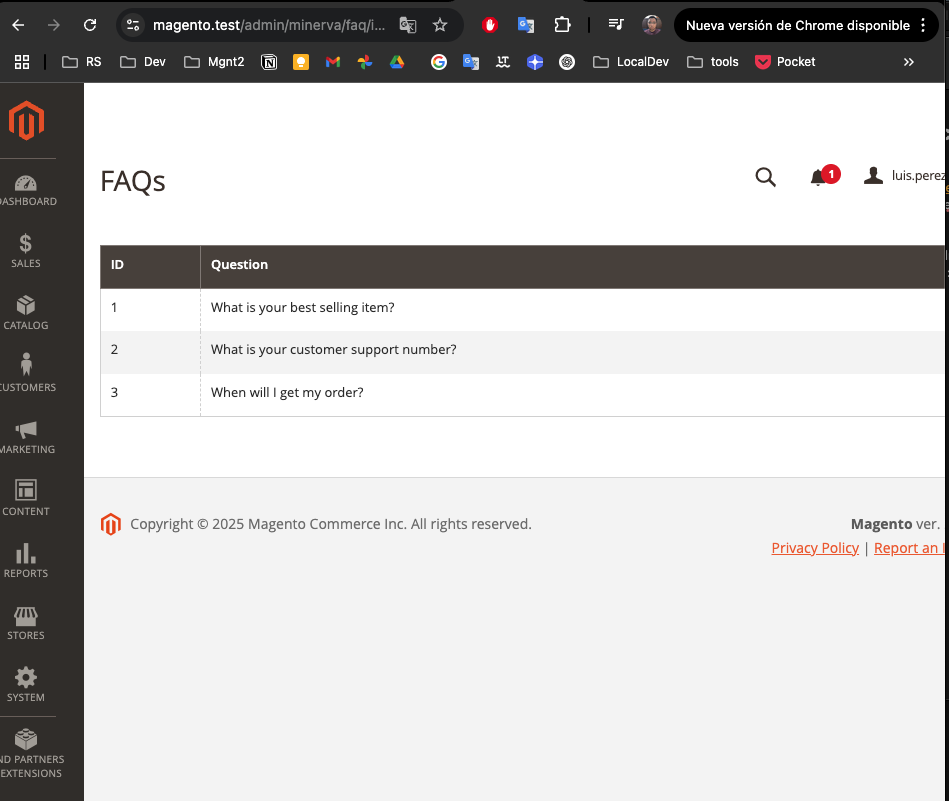 magento.test/admin/minerva/faq/i...
Nueva versión de Chrome disponible
RS
Dev
Mgnt2
LocalDev
tools
Pocket
FAQs
1
luis.perez
DASHBOARD
SALES
CATALOG
CUSTOMERS
MARKETING
CONTENT
REPORTS
STORES
SYSTEM
ND PARTNERS
EXTENSIONS
ID Question
1 What is your best selling item?
2 What is your customer support number?
3 When will I get my order?
Copyright © 2025 Magento Commerce Inc. All rights reserved.
Magento ver.
Privacy Policy | Report an